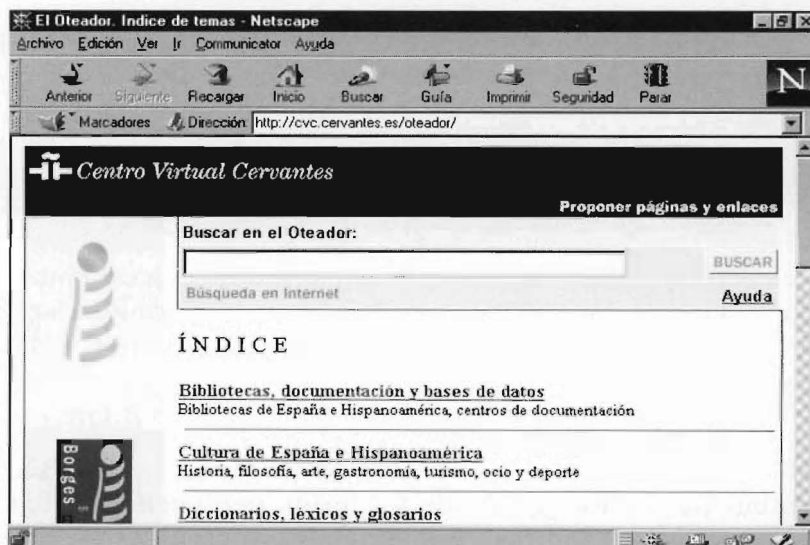 El Oteador. Indice de temas - Netscape
Archivo Edición Ver Ir Communicator Ayuda
Anterior Siguiente Recargar Inicio Buscar Guía Imprimir Seguridad Parar N
Marcadores Dirección http://cvc.cervantes.es/oteador/
Centro Virtual Cervantes
Proponer páginas y enlaces
Buscar en el Oteador:
BUSCAR
Búsqueda en Internet Ayuda
ÍNDICE
Bibliotecas, documentación y bases de datos
Bibliotecas de España e Hispanoamérica, centros de documentación
Cultura de España e Hispanoamérica
Historia, filosofía, arte, gastronomía, turismo, ocio y deporte
Borges
Diccionarios, léxicos y glosarios